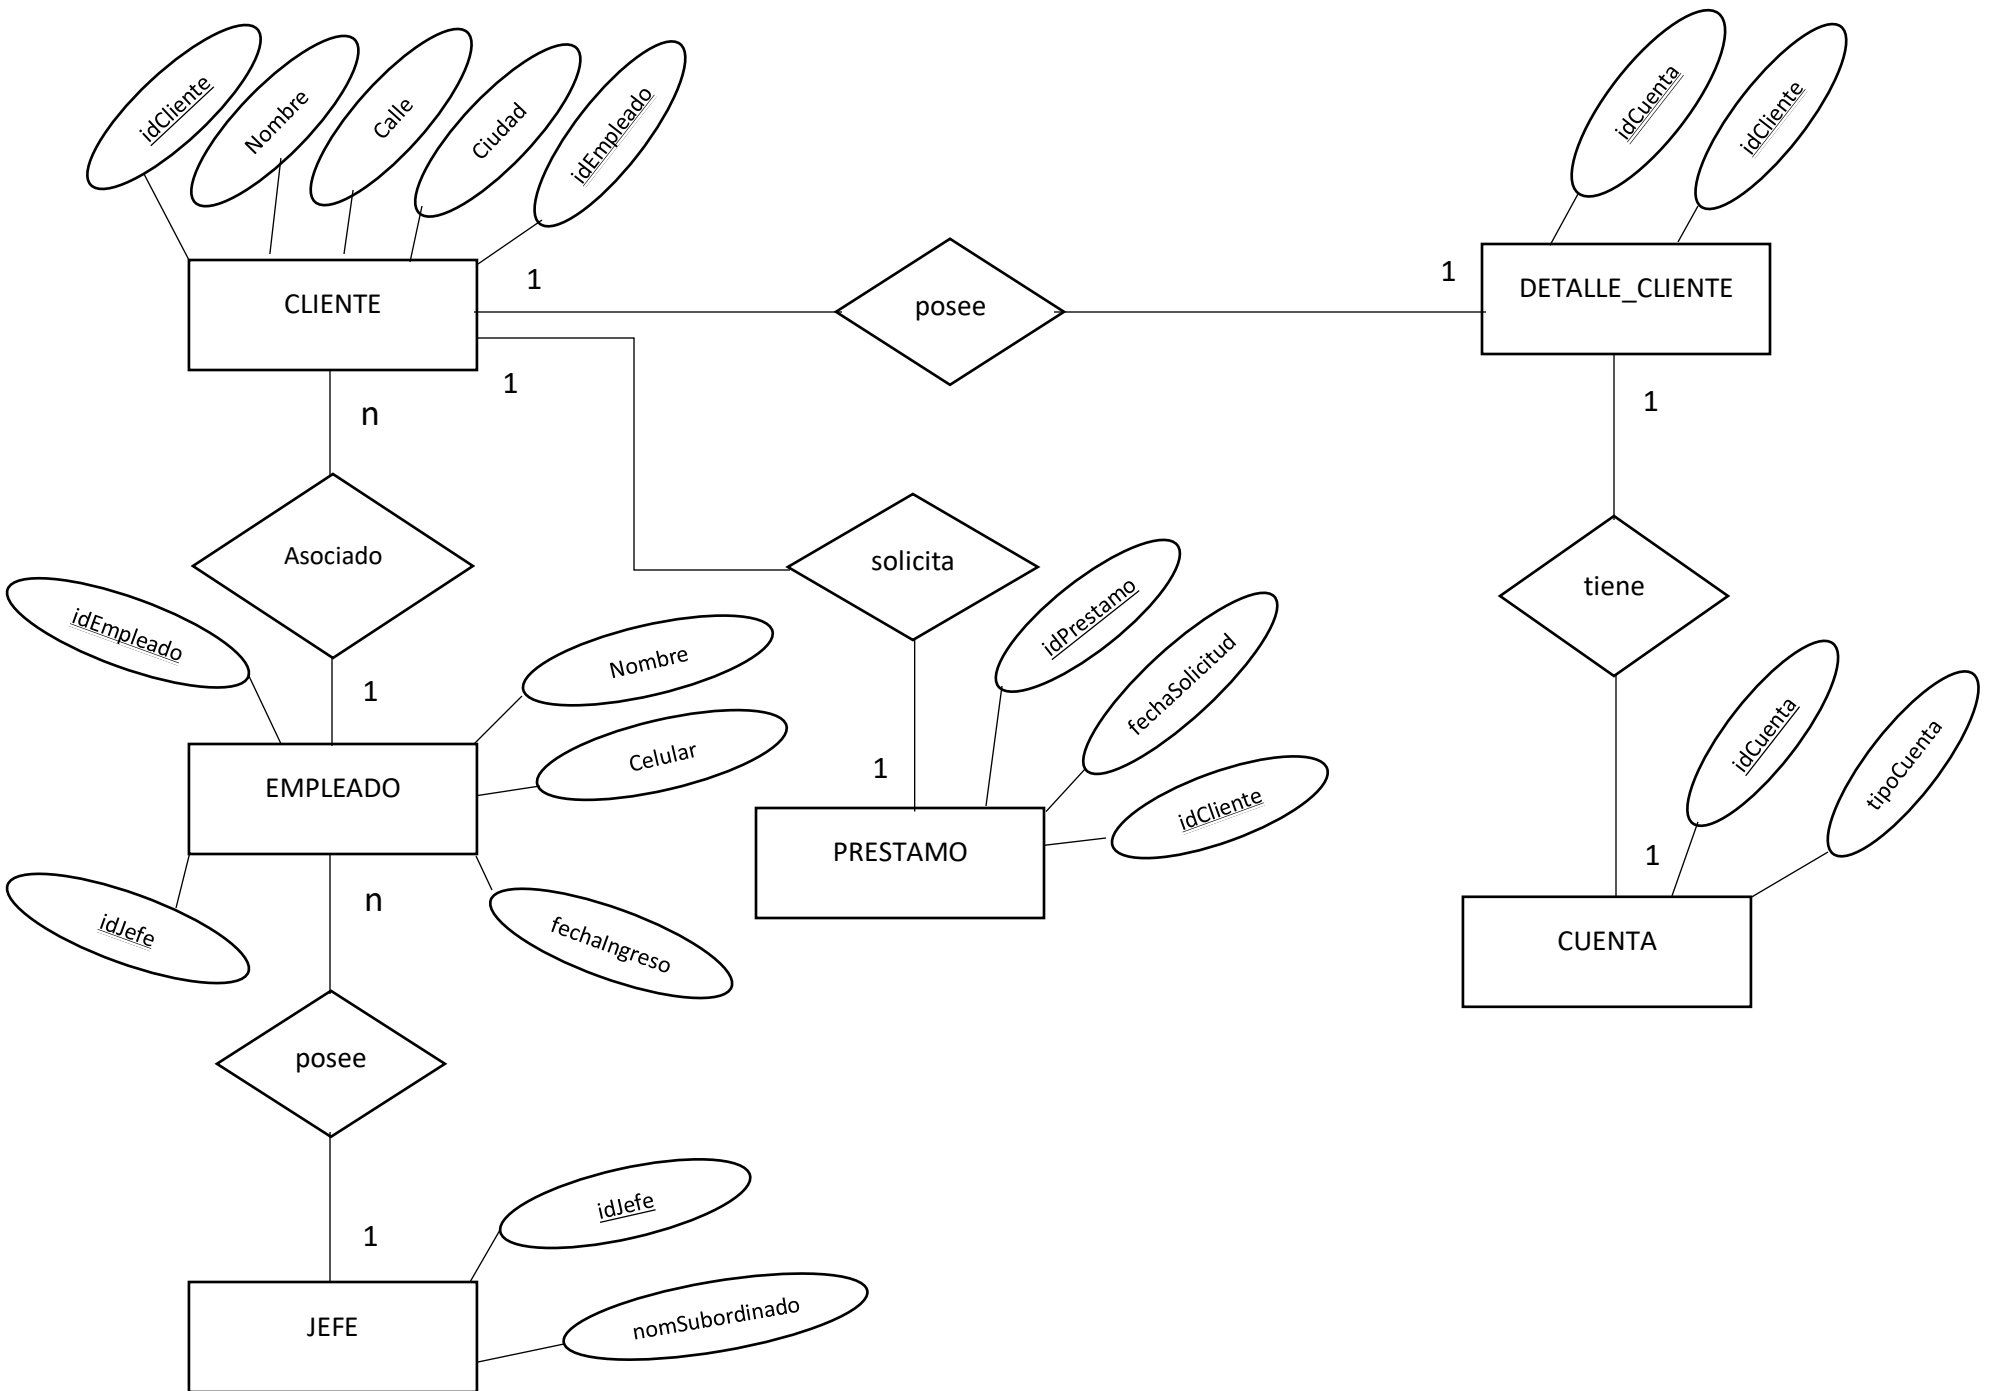 idCliente
Nombre
Calle
Ciudad
idEmpleado
idCuenta
idCliente
CLIENTE
1
posee
1
DETALLE_CLIENTE
1
n
1
Asociado
solicita
tiene
idEmpleado
1
Nombre
Celular
EMPLEADO
idJefe
n
fechaIngreso
idPrestamo
fechaSolicitud
idCliente
1
PRESTAMO
idCuenta
tipoCuenta
1
CUENTA
posee
1
idJefe
nomSubordinado
JEFE